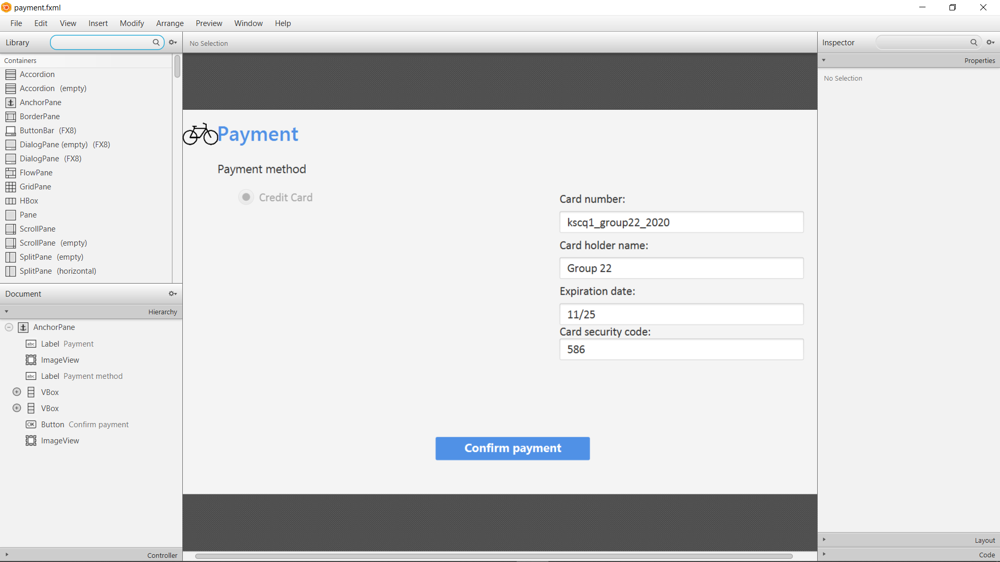 payment.fxml
File Edit View Insert Modify Arrange Preview Window Help
Library
No Selection
Inspector
Containers
Accordion
Accordion (empty)
AnchorPane
BorderPane
ButtonBar (FX8)
DialogPane (empty) (FX8)
DialogPane (FX8)
FlowPane
GridPane
HBox
Pane
ScrollPane
ScrollPane (empty)
SplitPane (empty)
SplitPane (horizontal)
Document
Hierarchy
AnchorPane
abc Label Payment
ImageView
abc Label Payment method
VBox
VBox
OK Button Confirm payment
ImageView
Controller
Payment
Payment method
Credit Card
Card number:
kscq1_group22_2020
Card holder name:
Group 22
Expiration date:
11/25
Card security code:
586
Confirm payment
Properties
No Selection
Layout
Code